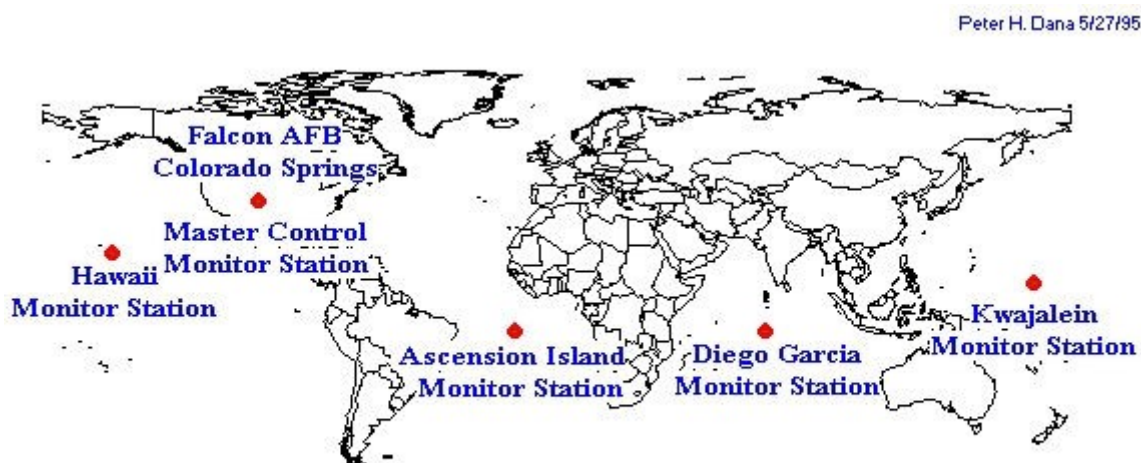 Peter H. Dana 5/27/95
Falcon AFB
Colorado Springs
Master Control
Monitor Station
Hawaii
Monitor Station
Ascension Island
Monitor Station
Diego Garcia
Monitor Station
Kwajalein
Monitor Station